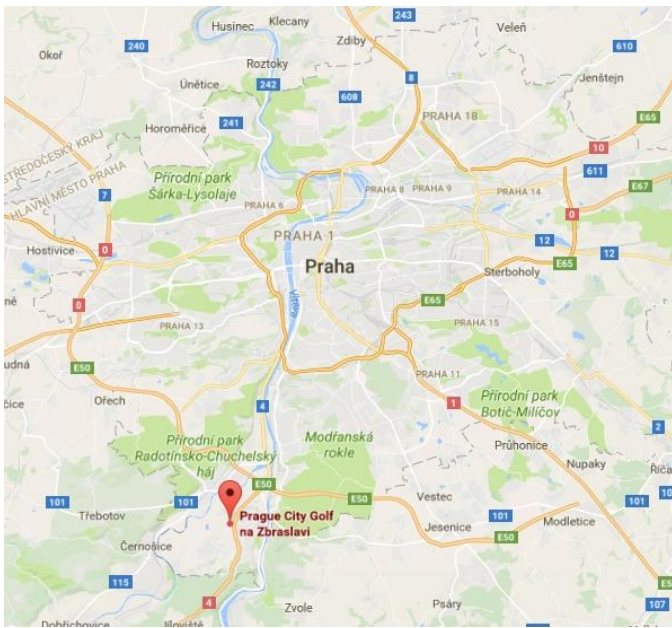 Husinec
Klecany
243
Veleň
Okoř
240
Zdiby
610
Roztoky
8
Únětice
242
Jenštejn
608
PRAHA 18
Horoměřice
241
E65
STŘEDOČESKÝ KRAJ
HLAVNÍ MĚSTO PRAHA
10
611
Přírodní park
Šárka-Lysolaje
PRAHA 8
PRAHA 9
PRAHA 14
E67
7
PRAHA 6
0
PRAHA 1
12
Hostivice
0
E65
12
Praha
Sterboholy
Vltava
E65
0
PRAHA 13
PRAHA 15
E50
PRAHA 11
Přírodní park
Botič-Milíčov
Ořech
4
1
2
Přírodní park
Radotínsko-Chuchelský
háj
Modřanská
rokle
Průhonice
Nupaky
E50
101
101
E50
Vestec
101
Třebotov
Prague City Golf
na Zbraslavi
Jesenice
Modletice
Černošice
E50
115
4
Psáry
107
Zvole
Dobřichovice